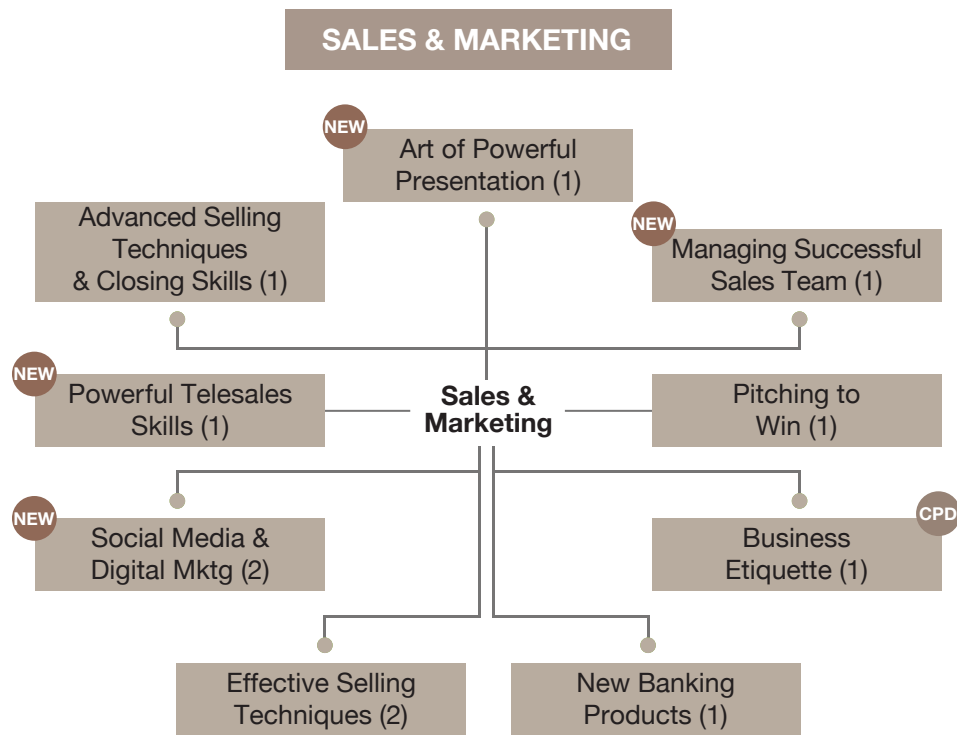 SALES & MARKETING
NEW
Art of Powerful
Presentation (1)
Advanced Selling
Techniques
& Closing Skills (1)
NEW
Managing Successful
Sales Team (1)
NEW
Powerful Telesales
Skills (1)
Sales &
Marketing
Pitching to
Win (1)
NEW
Social Media &
Digital Mktg (2)
CPD
Business
Etiquette (1)
Effective Selling
Techniques (2)
New Banking
Products (1)